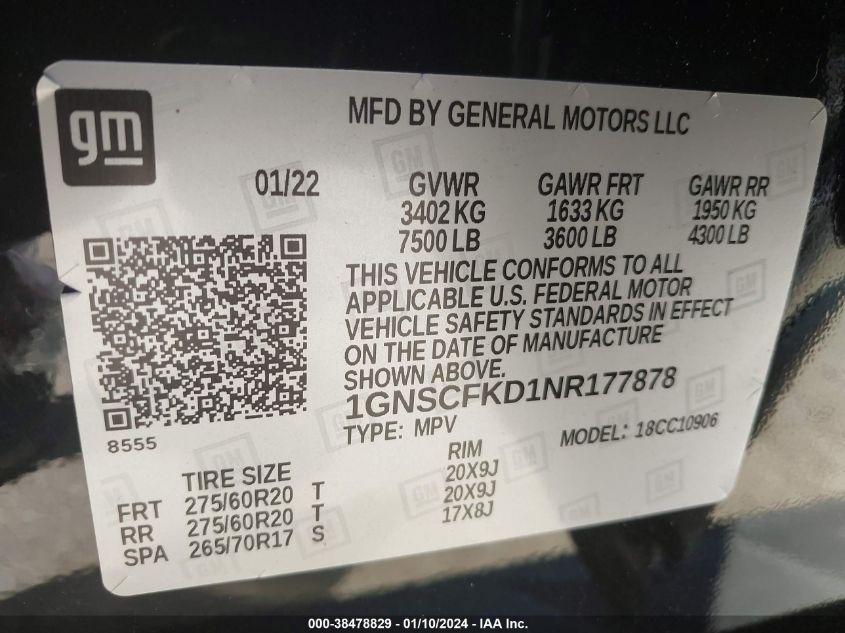 gm
MFD BY GENERAL MOTORS LLC
01/22
GVWR GAWR FRT GAWR RR
3402 KG 1633 KG 1950 KG
7500 LB 3600 LB 4300 LB
THIS VEHICLE CONFORMS TO ALL
APPLICABLE U.S. FEDERAL MOTOR
VEHICLE SAFETY STANDARDS IN EFFECT
ON THE DATE OF MANUFACTURE
SHOWN ABOVE.
1GNSCFKD1NR177878
TYPE: MPV MODEL: 18CC10906
8555
TIRE SIZE RIM
FRT 275/60R20 T 20X9J
RR 275/60R20 T 20X9J
SPA 265/70R17 S 17X8J
000-38478829 — 01/10/2024 — IAAI Inc.